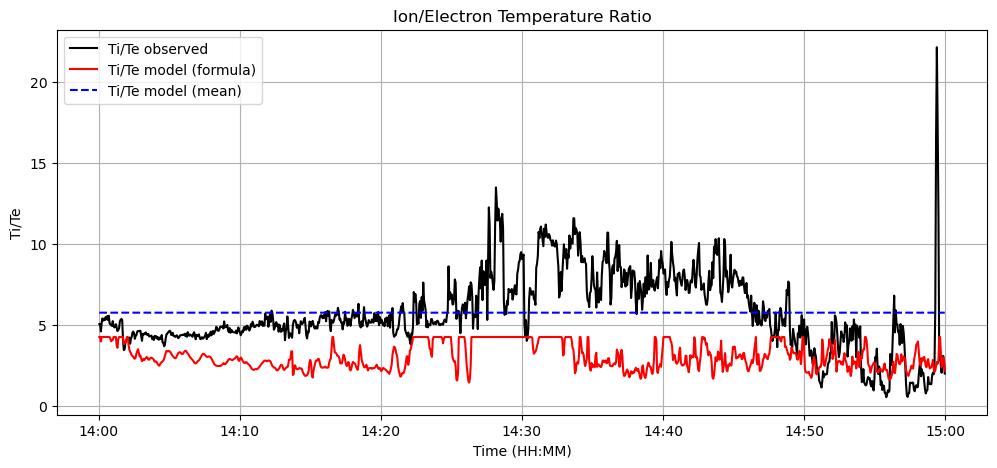 Ion/Electron Temperature Ratio
Ti/Te observed
Ti/Te model (formula)
Ti/Te model (mean)
Ti/Te
20
15
10
5
0
14:00 14:10 14:20 14:30 14:40 14:50 15:00
Time (HH:MM)